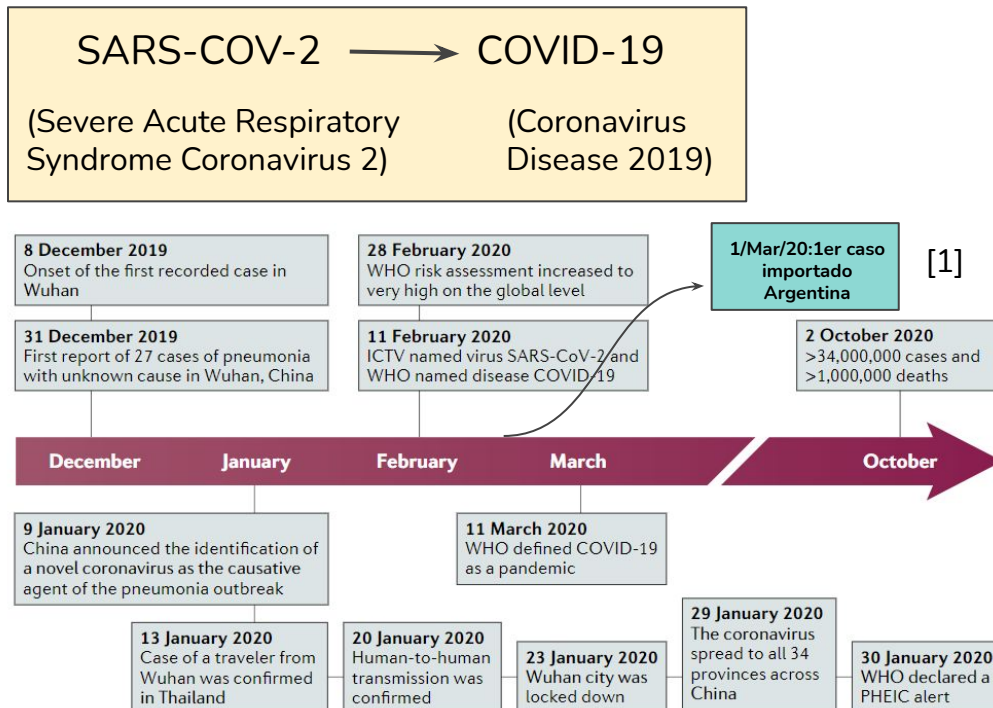 SARS-COV-2 COVID-19
(Severe Acute Respiratory
Syndrome Coronavirus 2)
(Coronavirus
Disease 2019)
8 December 2019
Onset of the first recorded case in
Wuhan
28 February 2020
WHO risk assessment increased to
very high on the global level
1/Mar/20:1er caso
importado
Argentina
[1]
31 December 2019
First report of 27 cases of pneumonia
with unknown cause in Wuhan, China
11 February 2020
ICTV named virus SARS-CoV-2 and
WHO named disease COVID-19
2 October 2020
>34,000,000 cases and
>1,000,000 deaths
December January February March October
9 January 2020
China announced the identification of
a novel coronavirus as the causative
agent of the pneumonia outbreak
11 March 2020
WHO defined COVID-19
as a pandemic
13 January 2020
Case of a traveler from
Wuhan was confirmed
in Thailand
20 January 2020
Human-to-human
transmission was
confirmed
23 January 2020
Wuhan city was
locked down
29 January 2020
The coronavirus
spread to all 34
provinces across
China
30 January 2020
WHO declared a
PHEIC alert